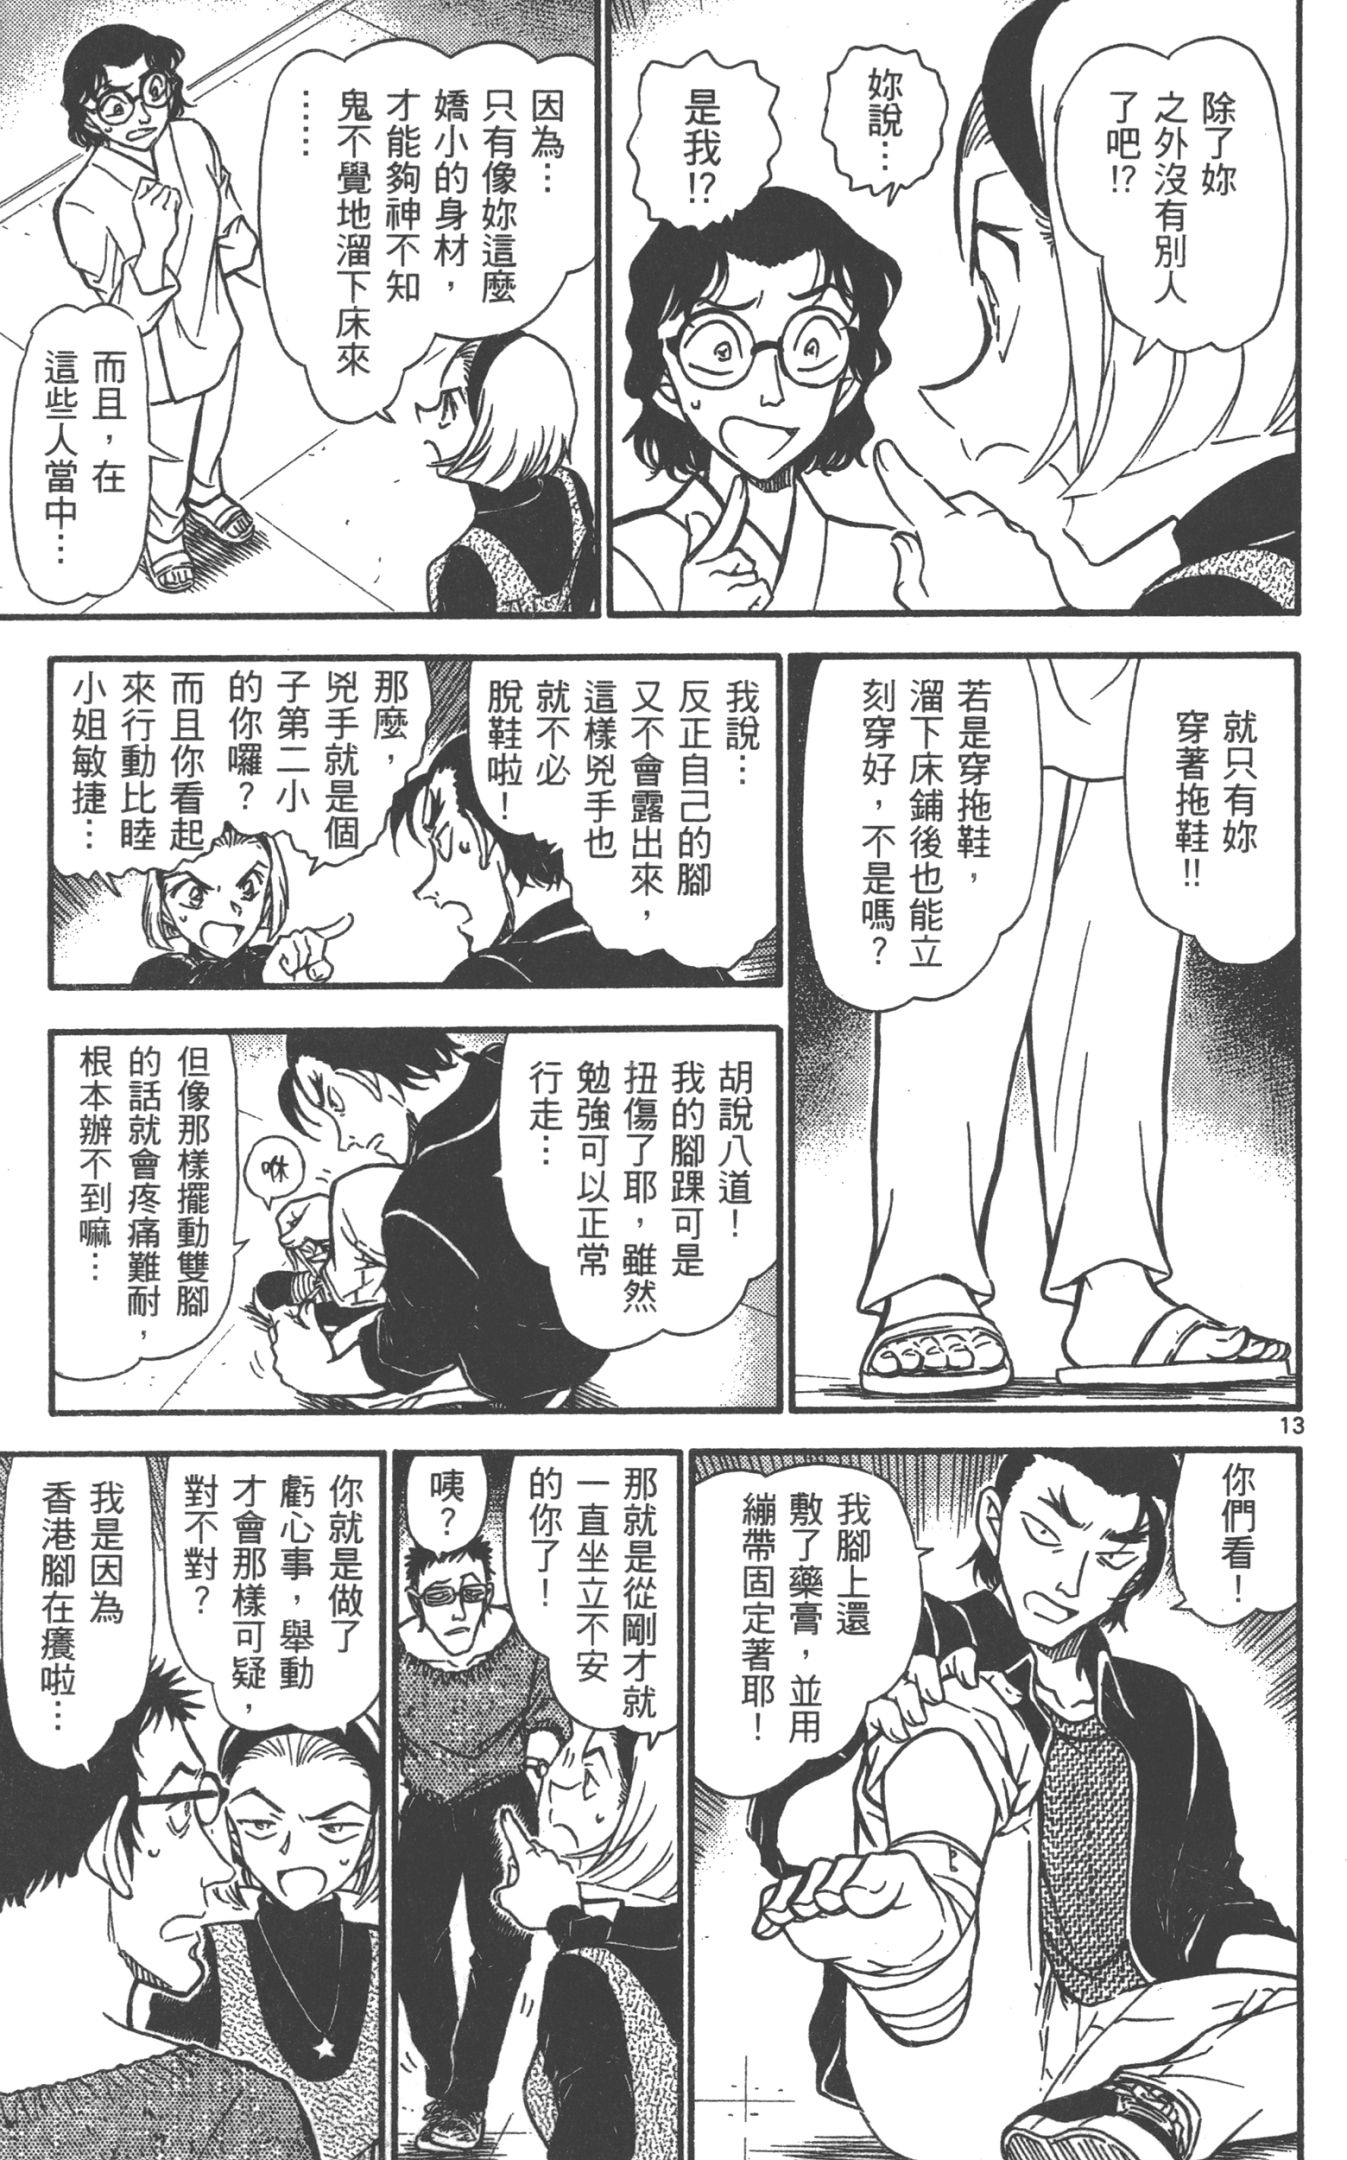 除了妳
之外沒有別人
了吧!?
妳說…
是我!?
因為…
只有像妳這麼
嬌小的身材，
才能夠神不知
鬼不覺地溜下床來
……
而且，在
這些人當中…
就只有妳
穿著拖鞋!!
若是穿拖鞋，
溜下床鋪後也能立
刻穿好，不是嗎？
我說…
反正自己的腳
又不會露出來，
這樣兇手也
就不必
脫鞋啦！
那麼，
兇手就是個
子第二小
的你囉？
而且你看起
來行動比睦
小姐敏捷…
胡說八道！
我的腳踝可是
扭傷了耶，雖然
勉強可以正常
行走…
咻
但像那樣擺動雙腳
的話就會疼痛難耐，
根本辦不到嘛…
13
你們看！
我腳上還
敷了藥膏，並用
繃帶固定著耶！
那就是從剛才就
一直坐立不安
的你了！
咦？
你就是做了
虧心事，舉動
才會那樣可疑，
對不對？
我是因為
香港腳在癢啦…